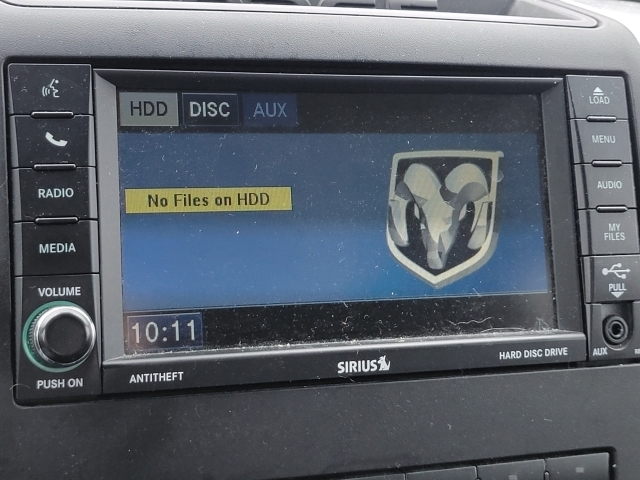 HDD DISC AUX
No Files on HDD
10:11
RADIO
MEDIA
VOLUME
PUSH ON
LOAD
MENU
AUDIO
MY
FILES
PULL
AUX
ANTITHEFT
SIRIUS
HARD DISC DRIVE